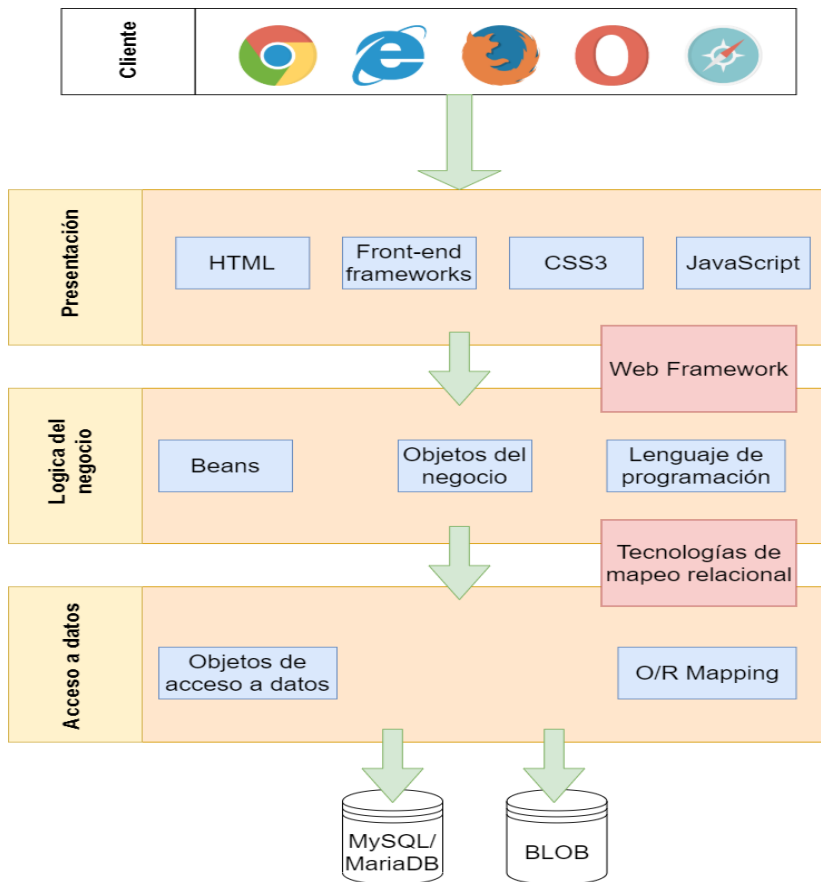 Cliente
Presentación
HTML
Front-end
frameworks
CSS3
JavaScript
Web Framework
Logica del
negocio
Beans
Objetos del
negocio
Lenguaje de
programación
Tecnologías de
mapeo relacional
Acceso a datos
Objetos de
acceso a datos
O/R Mapping
MySQL/
MariaDB
BLOB